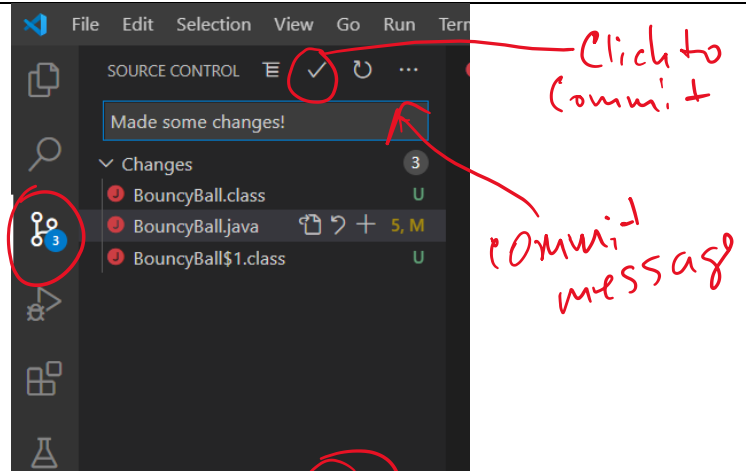 File Edit Selection View Go Run Tern
SOURCE CONTROL
Made some changes!
Changes 3
BouncyBall.class U
BouncyBall.java 5, M
BouncyBall$1.class U
3
Click to
Commit
commit
message